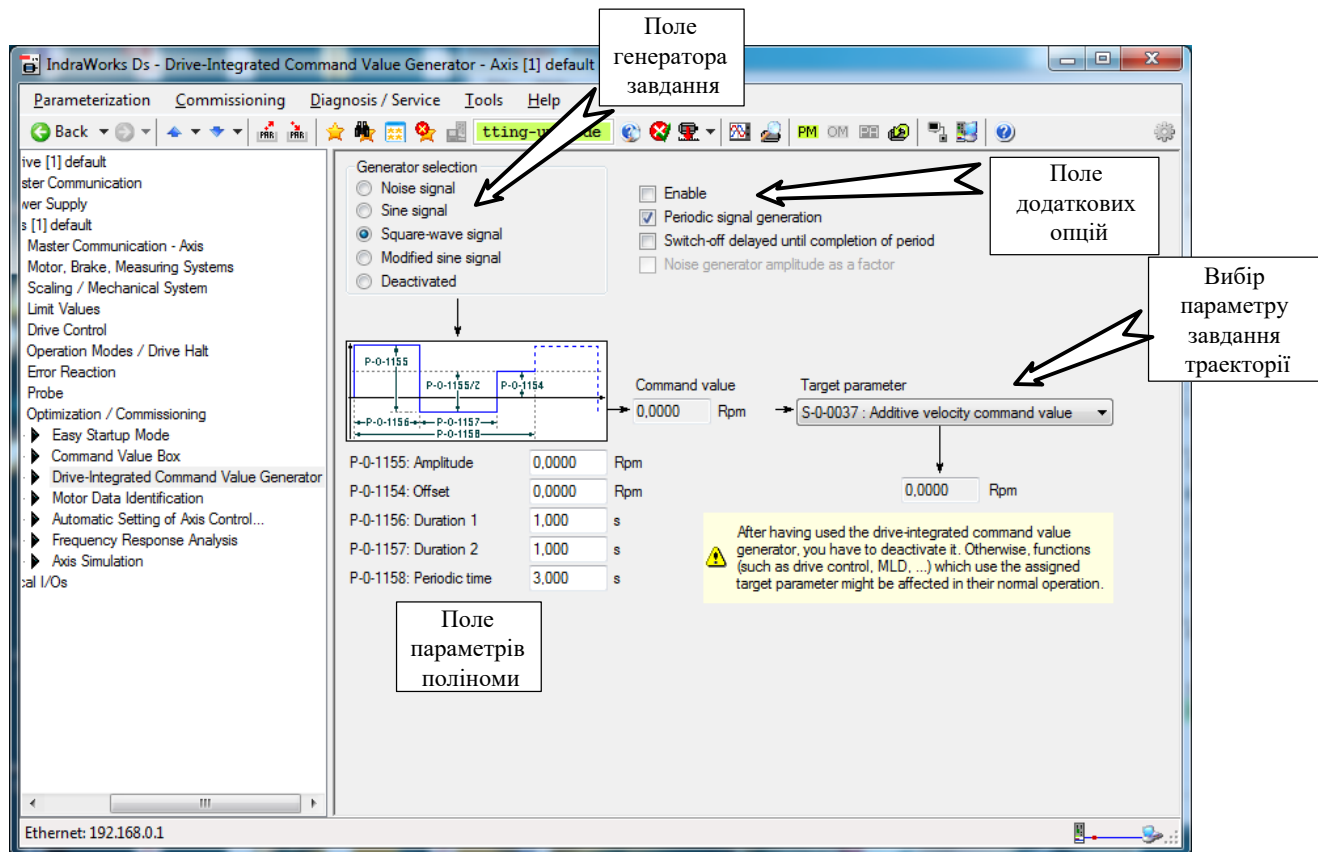 Поле
генератора
завдання
IndraWorks Ds - Drive-Integrated Command Value Generator - Axis [1] default
Parameterization Commissioning Diagnosis / Service Tools Help
Back PAR PAR tting-u de PM OM
ive [1] default
ster Communication
wer Supply
s [1] default
Master Communication - Axis
Motor, Brake, Measuring Systems
Scaling / Mechanical System
Limit Values
Drive Control
Operation Modes / Drive Halt
Error Reaction
Probe
Optimization / Commissioning
Easy Startup Mode
Command Value Box
Drive-Integrated Command Value Generator
Motor Data Identification
Automatic Setting of Axis Control...
Frequency Response Analysis
Axis Simulation
cal I/Os
Generator selection
Noise signal
Sine signal
Square-wave signal
Modified sine signal
Deactivated
Enable
Periodic signal generation
Switch-off delayed until completion of period
Noise generator amplitude as a factor
Поле
додаткових
опцій
Вибір
параметру
завдання
траекторії
P-0-1155
P-0-1155/2 P-0-1154
P-0-1156 P-0-1157
P-0-1158
Command value Target parameter
0,0000 Rpm S-0-0037 : Additive velocity command value
P-0-1155: Amplitude 0,0000 Rpm
P-0-1154: Offset 0,0000 Rpm
0,0000 Rpm
P-0-1156: Duration 1 1,000 s
P-0-1157: Duration 2 1,000 s
P-0-1158: Periodic time 3,000 s
After having used the drive-integrated command value
generator, you have to deactivate it. Otherwise, functions
(such as drive control, MLD, ...) which use the assigned
target parameter might be affected in their normal operation.
Поле
параметрів
поліноми
Ethernet: 192.168.0.1